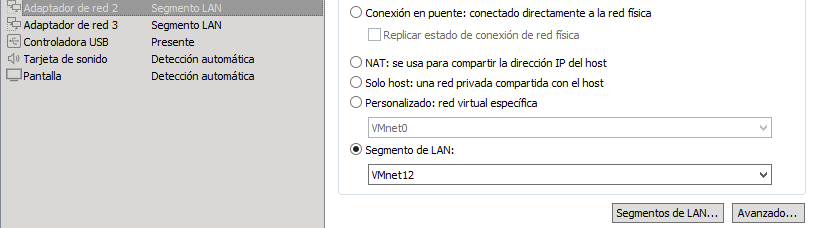 Adaptador de red 2 Segmento LAN
Adaptador de red 3 Segmento LAN
Controladora USB Presente
Tarjeta de sonido Detección automática
Pantalla Detección automática
Conexión en puente: conectado directamente a la red física
Replicar estado de conexión de red física
NAT: se usa para compartir la dirección IP del host
Solo host: una red privada compartida con el host
Personalizado: red virtual específica
VMnet0
Segmento de LAN:
VMnet12
Segmentos de LAN... Avanzado...